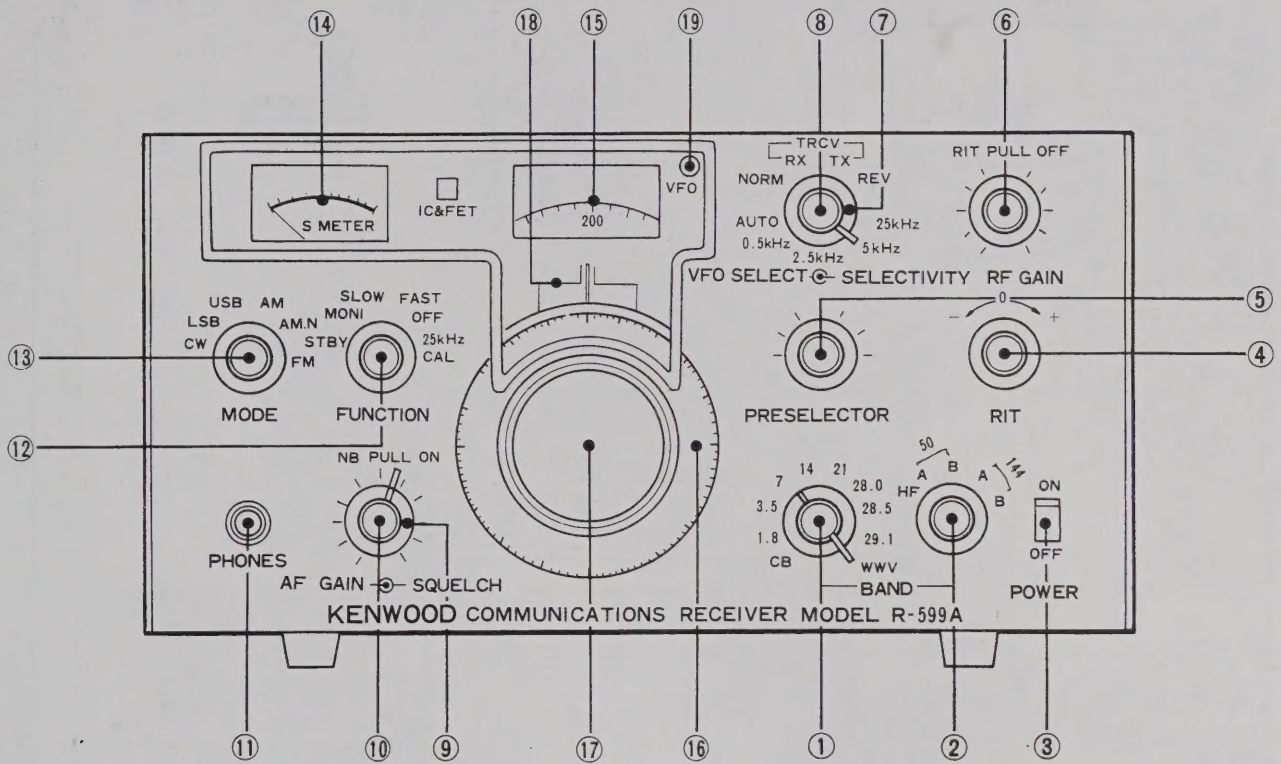 ⑭ ⑱ ⑮ ⑲ ⑧ ⑦ ⑥
TRCV
RX TX
NORM REV
AUTO 25kHz
0.5kHz 5kHz
2.5kHz
VFO SELECT SELECTIVITY
RIT PULL OFF
RF GAIN
S METER
IC&FET
200
VFO
USB AM
LSB AM.N
CW FM
MODE
SLOW FAST
MONI OFF
STBY 25kHz
CAL
FUNCTION
⑤
PRESELECTOR
- 0 +
RIT
④
⑬
⑫
NB PULL ON
PHONES
AF GAIN SQUELCH
7 14 21
3.5 28.0
1.8 28.5
CB 29.1
WWV
50 144
HF A B A B
BAND
ON
OFF
POWER
KENWOOD COMMUNICATIONS RECEIVER MODEL R-599A
⑪ ⑩ ⑨ ⑰ ⑯ ① ② ③